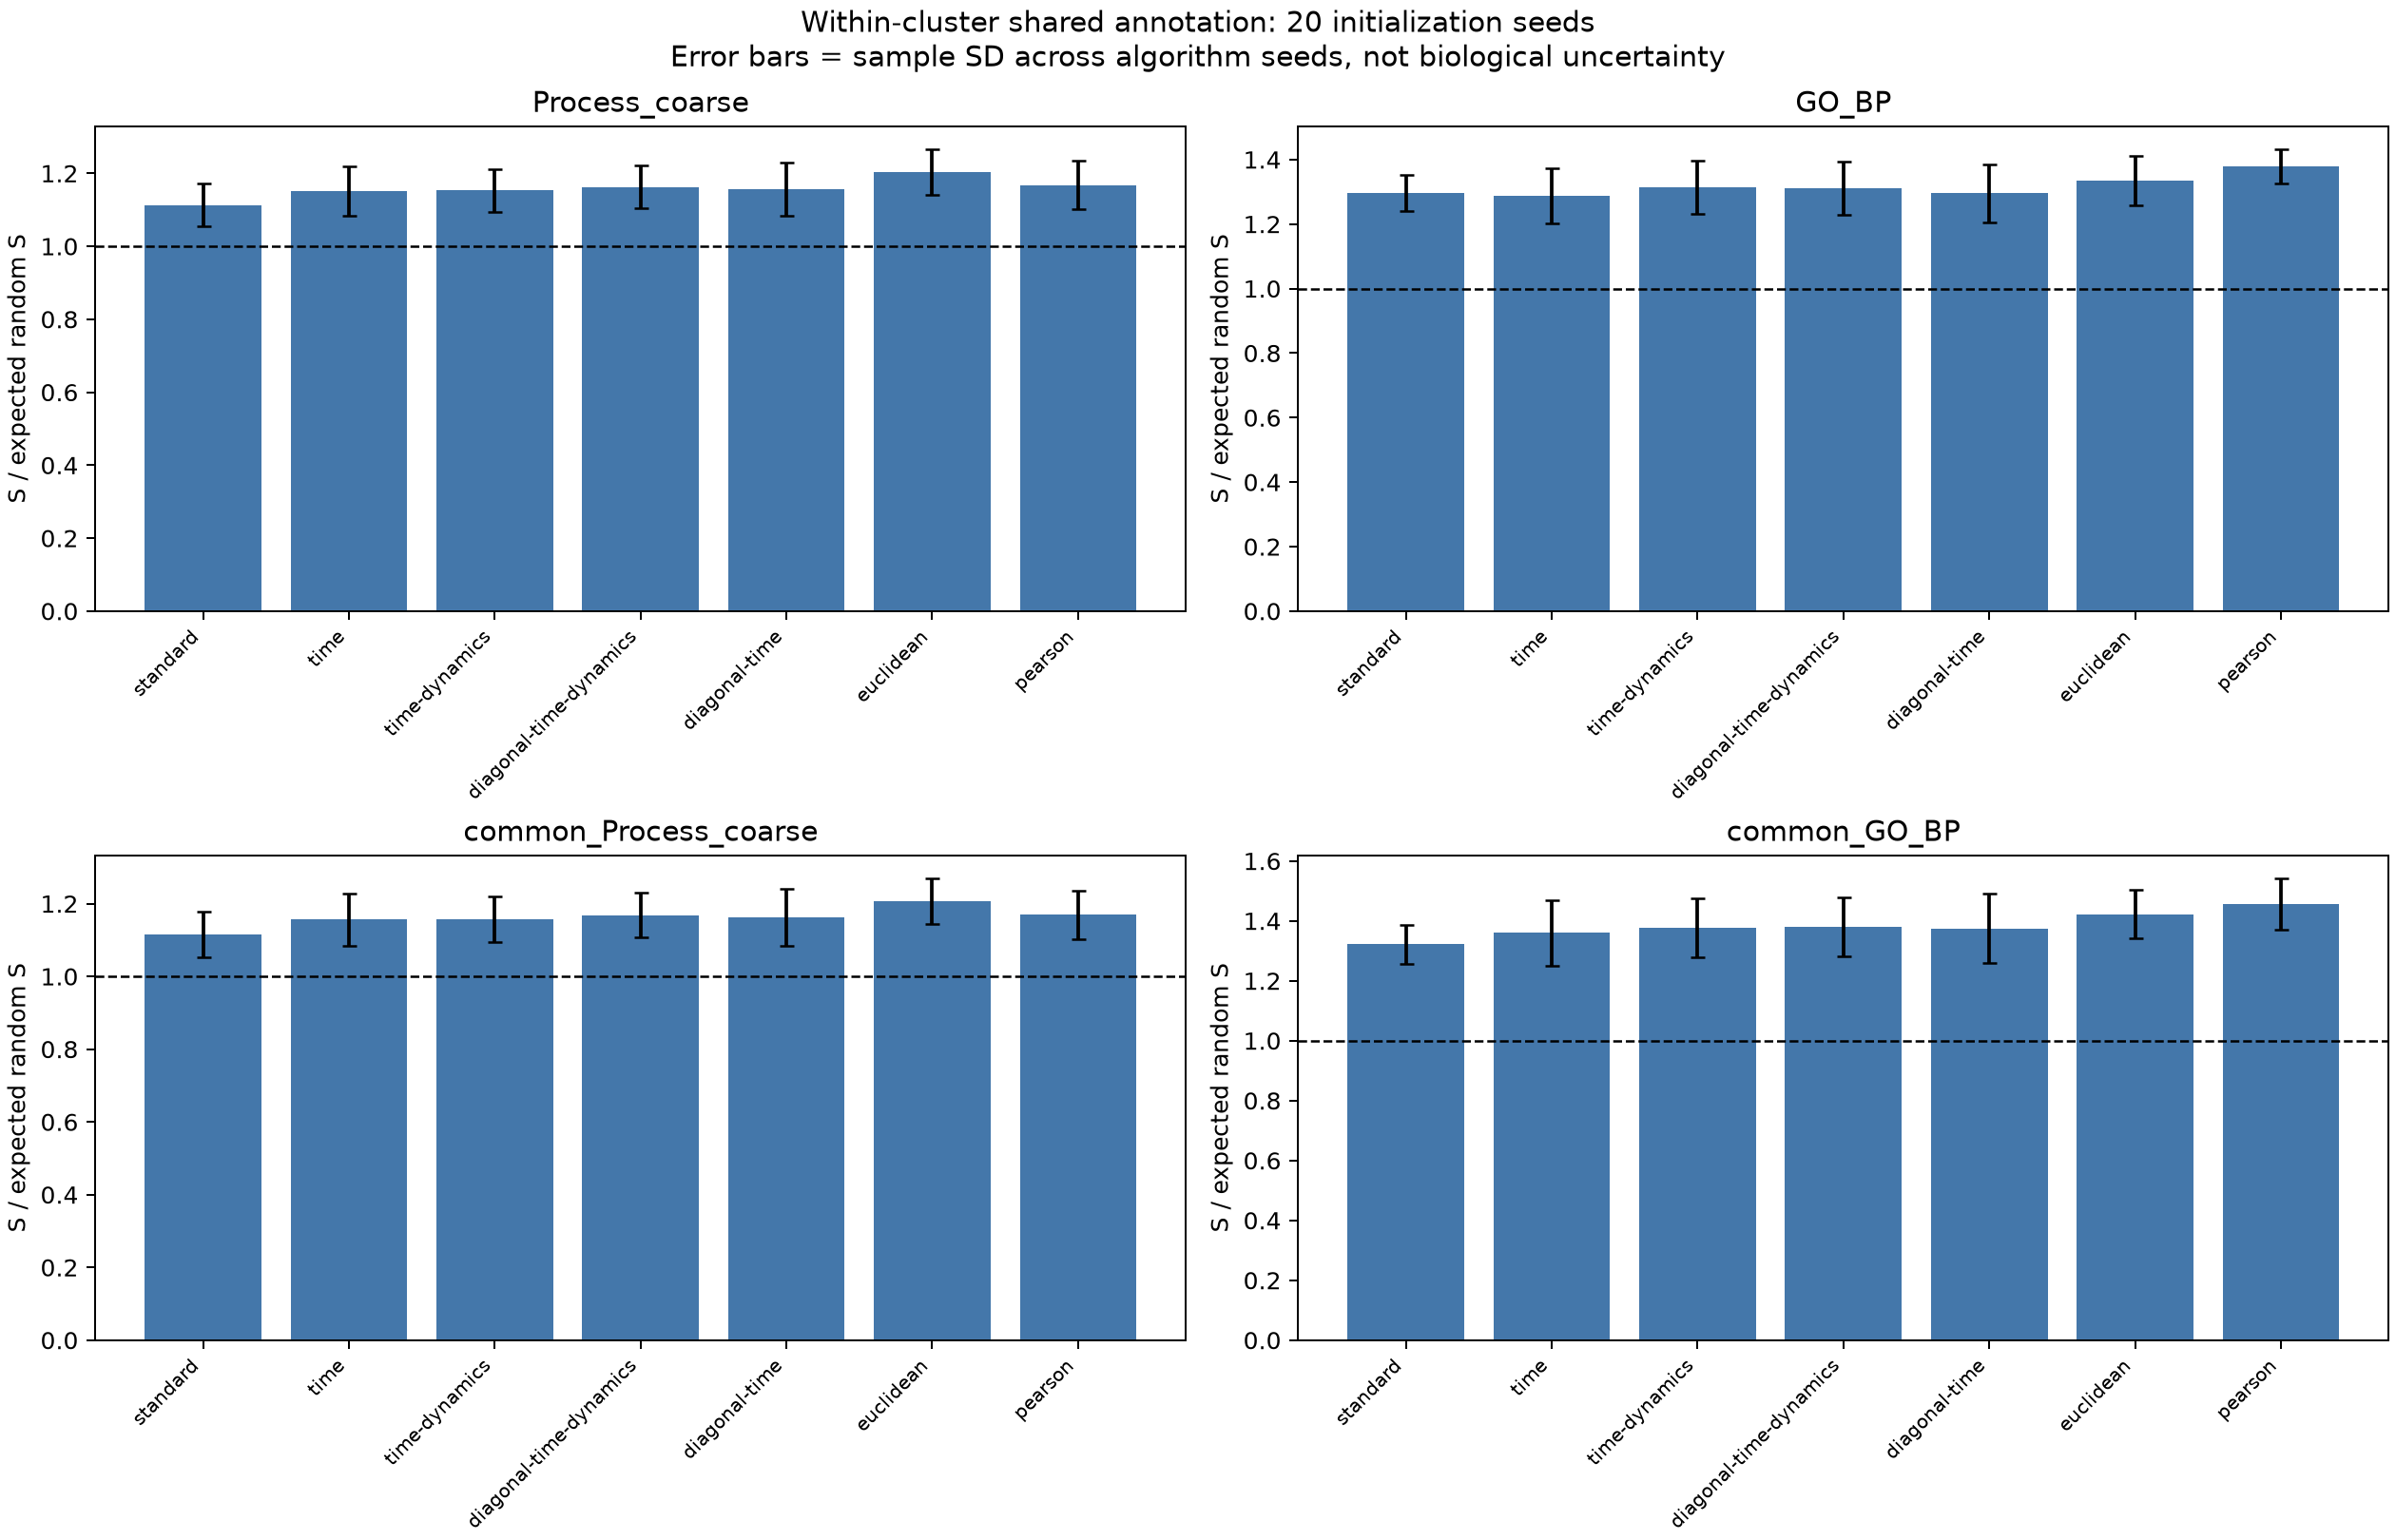 Within-cluster shared annotation: 20 initialization seeds
Error bars = sample SD across algorithm seeds, not biological uncertainty
Process_coarse
S / expected random S
1.2
1.0
0.8
0.6
0.4
0.2
0.0
standard
time
time-dynamics
diagonal-time-dynamics
diagonal-time
euclidean
pearson
GO_BP
S / expected random S
1.4
1.2
1.0
0.8
0.6
0.4
0.2
0.0
standard
time
time-dynamics
diagonal-time-dynamics
diagonal-time
euclidean
pearson
common_Process_coarse
S / expected random S
1.2
1.0
0.8
0.6
0.4
0.2
0.0
standard
time
time-dynamics
diagonal-time-dynamics
diagonal-time
euclidean
pearson
common_GO_BP
S / expected random S
1.6
1.4
1.2
1.0
0.8
0.6
0.4
0.2
0.0
standard
time
time-dynamics
diagonal-time-dynamics
diagonal-time
euclidean
pearson